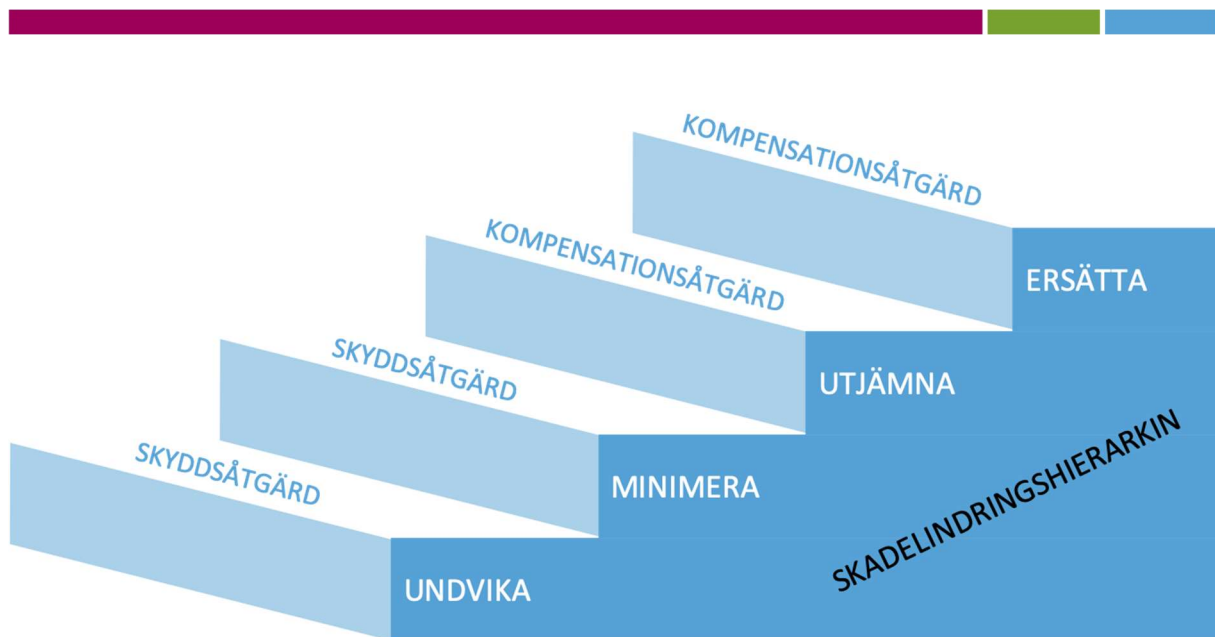 KOMPENSATIONSÅTGÄRD
ERSÄTTA
KOMPENSATIONSÅTGÄRD
UTJÄMNA
SKYDDSÅTGÄRD
MINIMERA
SKYDDSÅTGÄRD
UNDVIKA
SKADELINDRINGSHIERARKIN